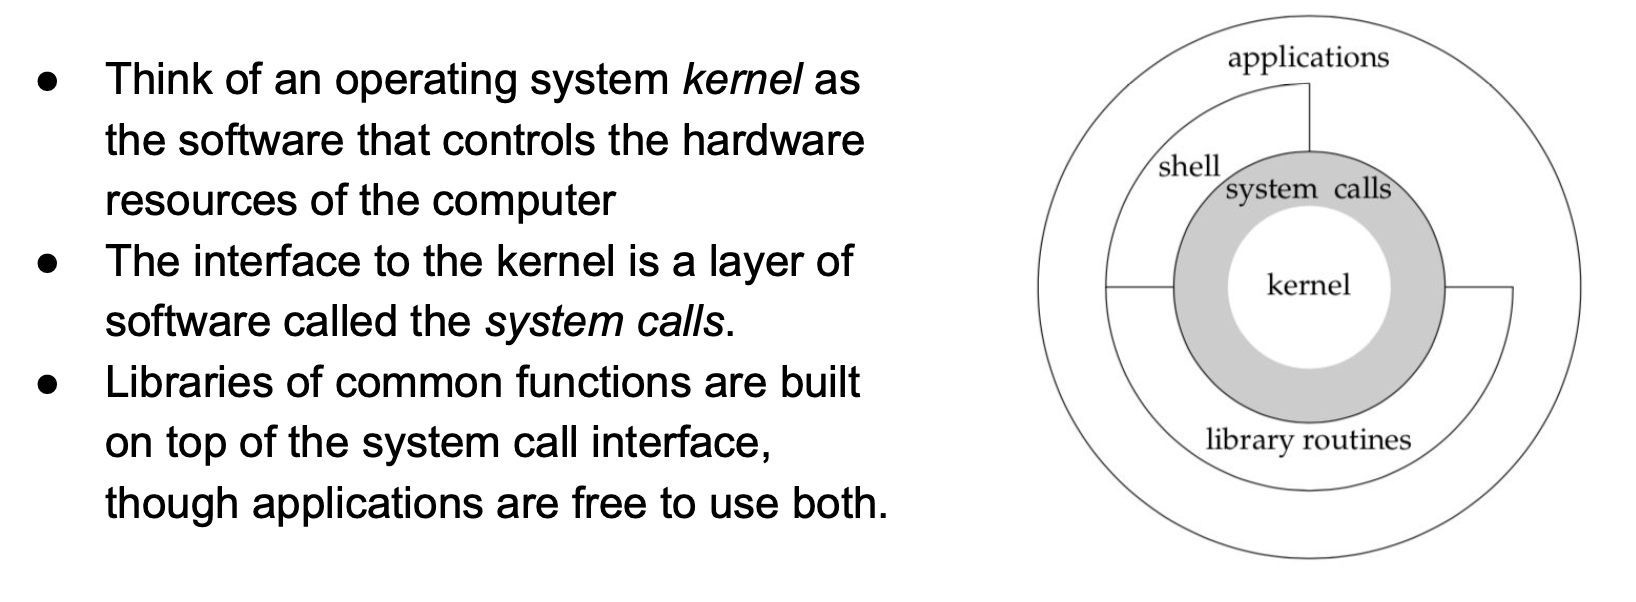 ● Think of an operating system kernel as
the software that controls the hardware
resources of the computer
● The interface to the kernel is a layer of
software called the system calls.
● Libraries of common functions are built
on top of the system call interface,
though applications are free to use both.
applications
shell
system calls
kernel
library routines